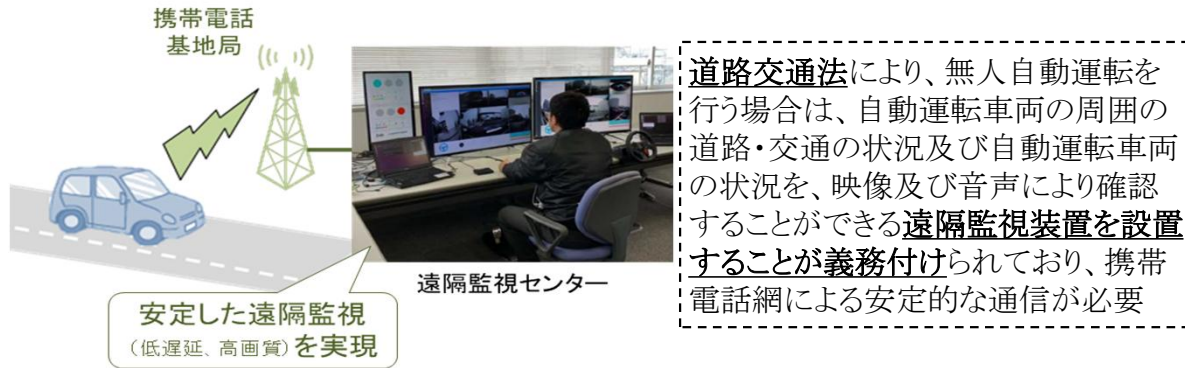 携帯電話
基地局
遠隔監視センター
安定した遠隔監視
(低遅延、高画質)を実現
道路交通法により、無人自動運転を
行う場合は、自動運転車両の周囲の
道路・交通の状況及び自動運転車両
の状況を、映像及び音声により確認
することができる遠隔監視装置を設置
することが義務付けられており、携帯
電話網による安定的な通信が必要